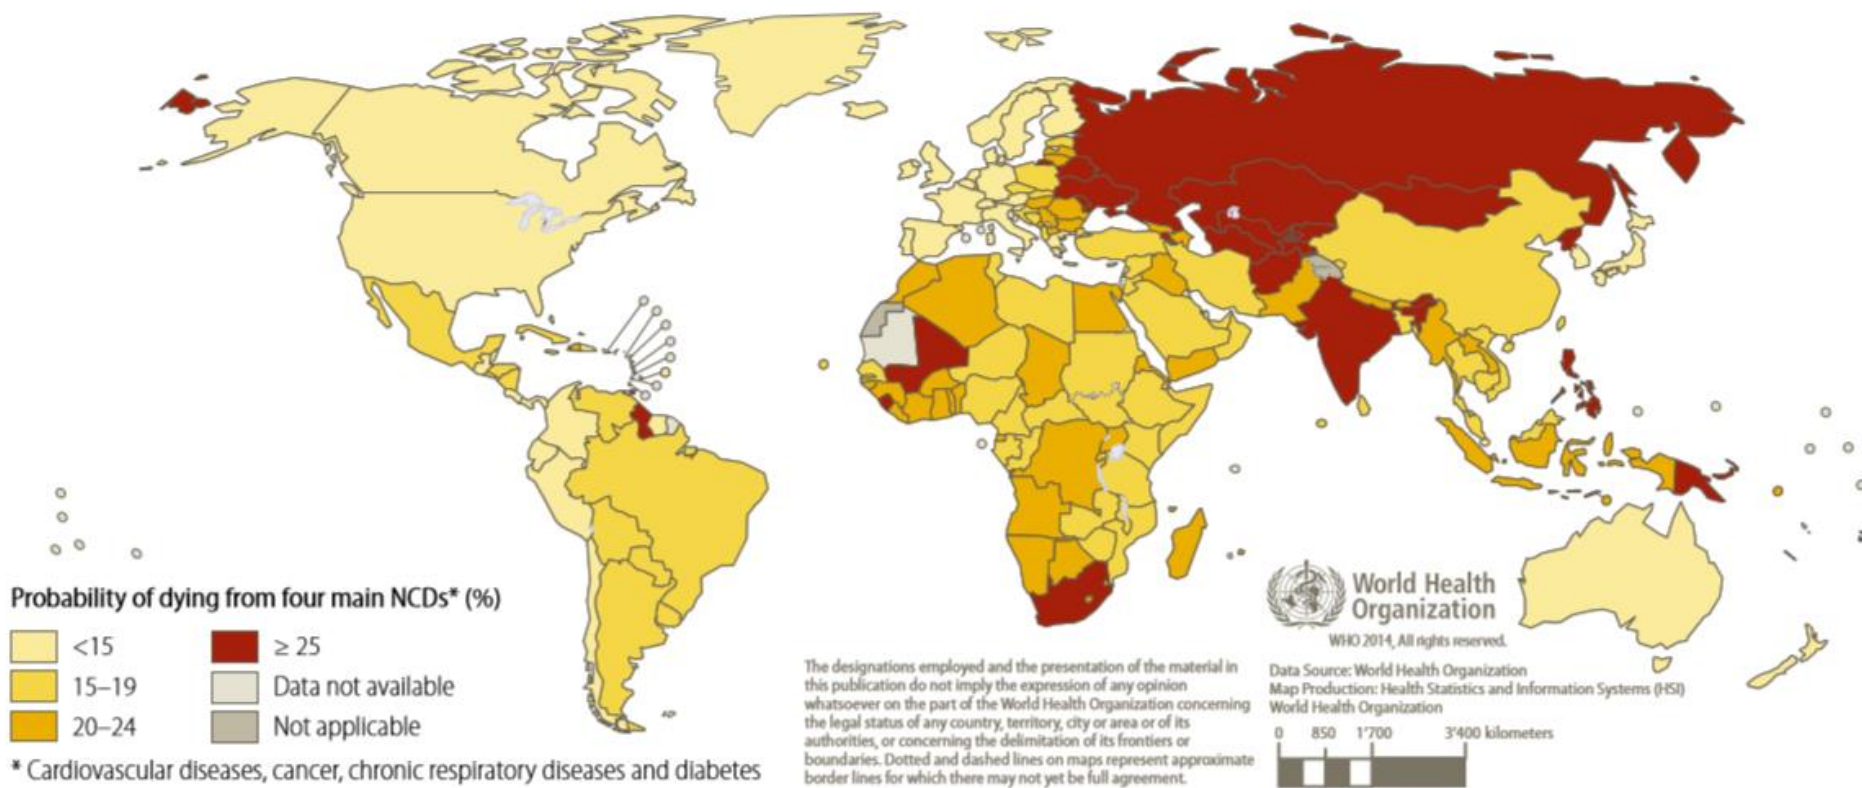 Probability of dying from four main NCDs* (%)
<15
15–19
20–24
≥ 25
Data not available
Not applicable
* Cardiovascular diseases, cancer, chronic respiratory diseases and diabetes
The designations employed and the presentation of the material in
this publication do not imply the expression of any opinion
whatsoever on the part of the World Health Organization concerning
the legal status of any country, territory, city or area or of its
authorities, or concerning the delimitation of its frontiers or
boundaries. Dotted and dashed lines on maps represent approximate
border lines for which there may not yet be full agreement.
World Health
Organization
WHO 2014, All rights reserved.
Data Source: World Health Organization
Map Production: Health Statistics and Information Systems (HSI)
World Health Organization
0 850 1'700 3'400 kilometers